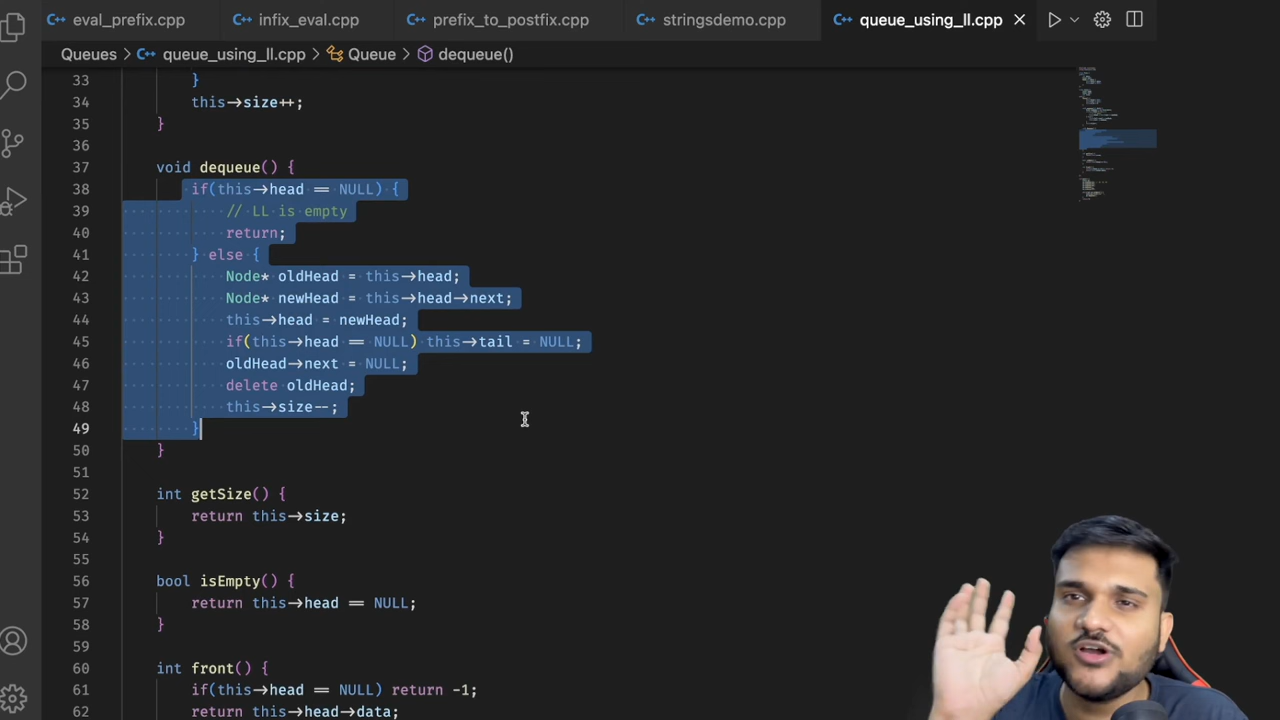 eval_prefix.cpp infix_eval.cpp prefix_to_postfix.cpp stringsdemo.cpp queue_using_ll.cpp
Queues > queue_using_ll.cpp > Queue > dequeue()
33 }
34 this->size++;
35 }
36
37 void dequeue() {
38 if(this->head == NULL) {
39 // LL is empty
40 return;
41 } else {
42 Node* oldHead = this->head;
43 Node* newHead = this->head->next;
44 this->head = newHead;
45 if(this->head == NULL) this->tail = NULL;
46 oldHead->next = NULL;
47 delete oldHead;
48 this->size--;
49 }
50 }
51
52 int getSize() {
53 return this->size;
54 }
55
56 bool isEmpty() {
57 return this->head == NULL;
58 }
59
60 int front() {
61 if(this->head == NULL) return -1;
62 return this->head->data;